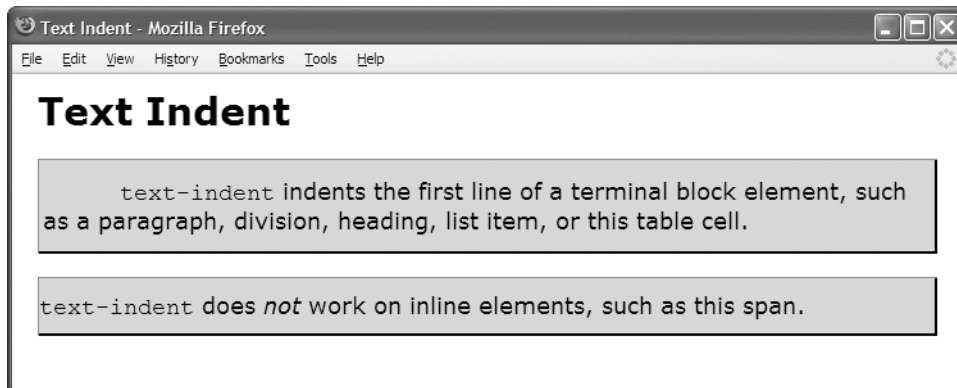 Text Indent - Mozilla Firefox
File Edit View History Bookmarks Tools Help
Text Indent
text-indent indents the first line of a terminal block element, such
as a paragraph, division, heading, list item, or this table cell.
text-indent does not work on inline elements, such as this span.